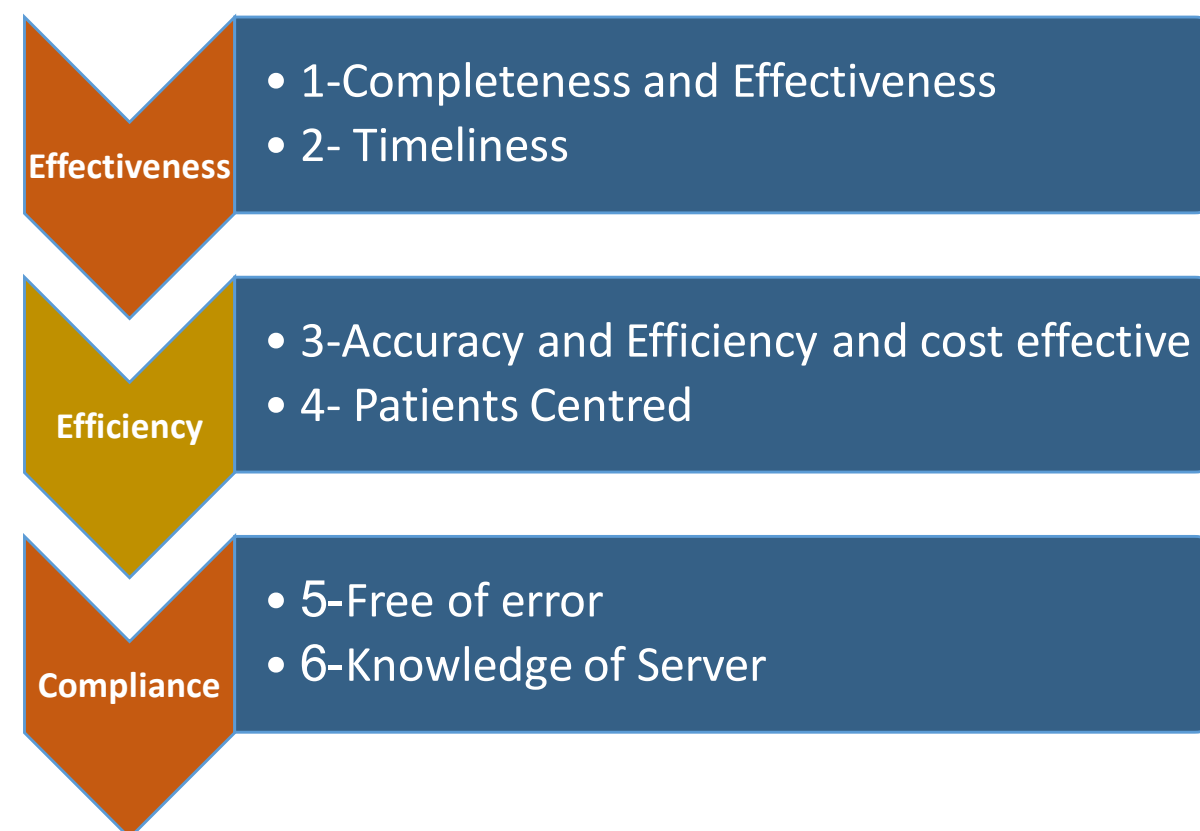 Effectiveness
• 1-Completeness and Effectiveness
• 2- Timeliness
Efficiency
• 3-Accuracy and Efficiency and cost effective
• 4- Patients Centred
Compliance
• 5-Free of error
• 6-Knowledge of Server